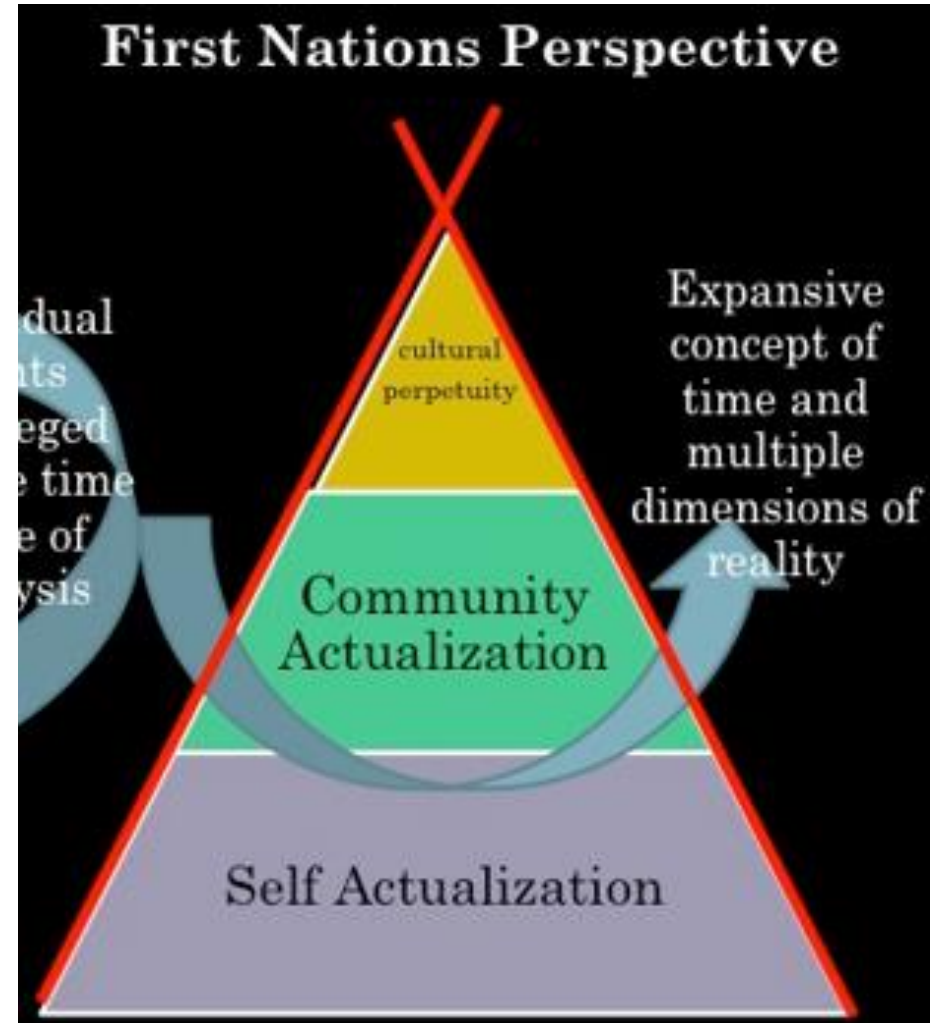 First Nations Perspective
dual
nts
eged
e time
e of
ysis
cultural
perpetuity
Expansive
concept of
time and
multiple
dimensions of
reality
Community
Actualization
Self Actualization